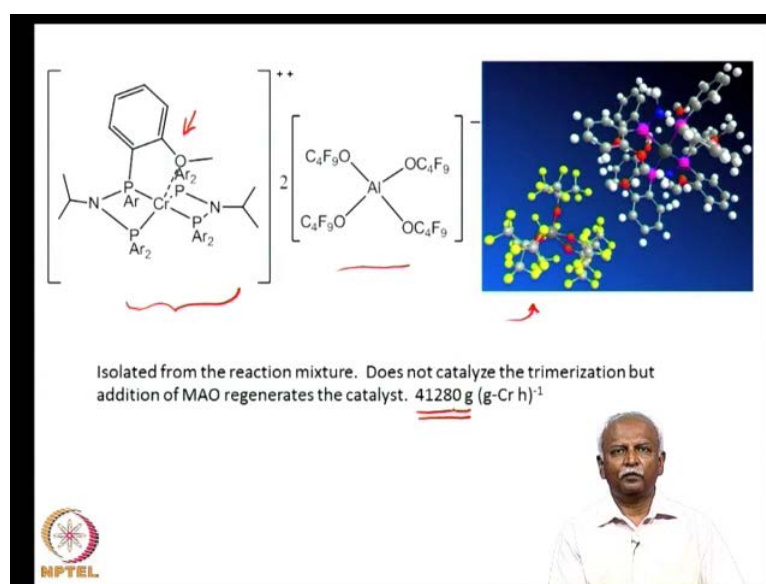 ++
O
Ar2
N
P
Ar
Cr
P
N
P
Ar2
P
Ar2
2
C4F9O
OC4F9
Al
C4F9O
OC4F9
−
Isolated from the reaction mixture. Does not catalyze the trimerization but
addition of MAO regenerates the catalyst. 41280 g (g-Cr h)-1
NPTEL